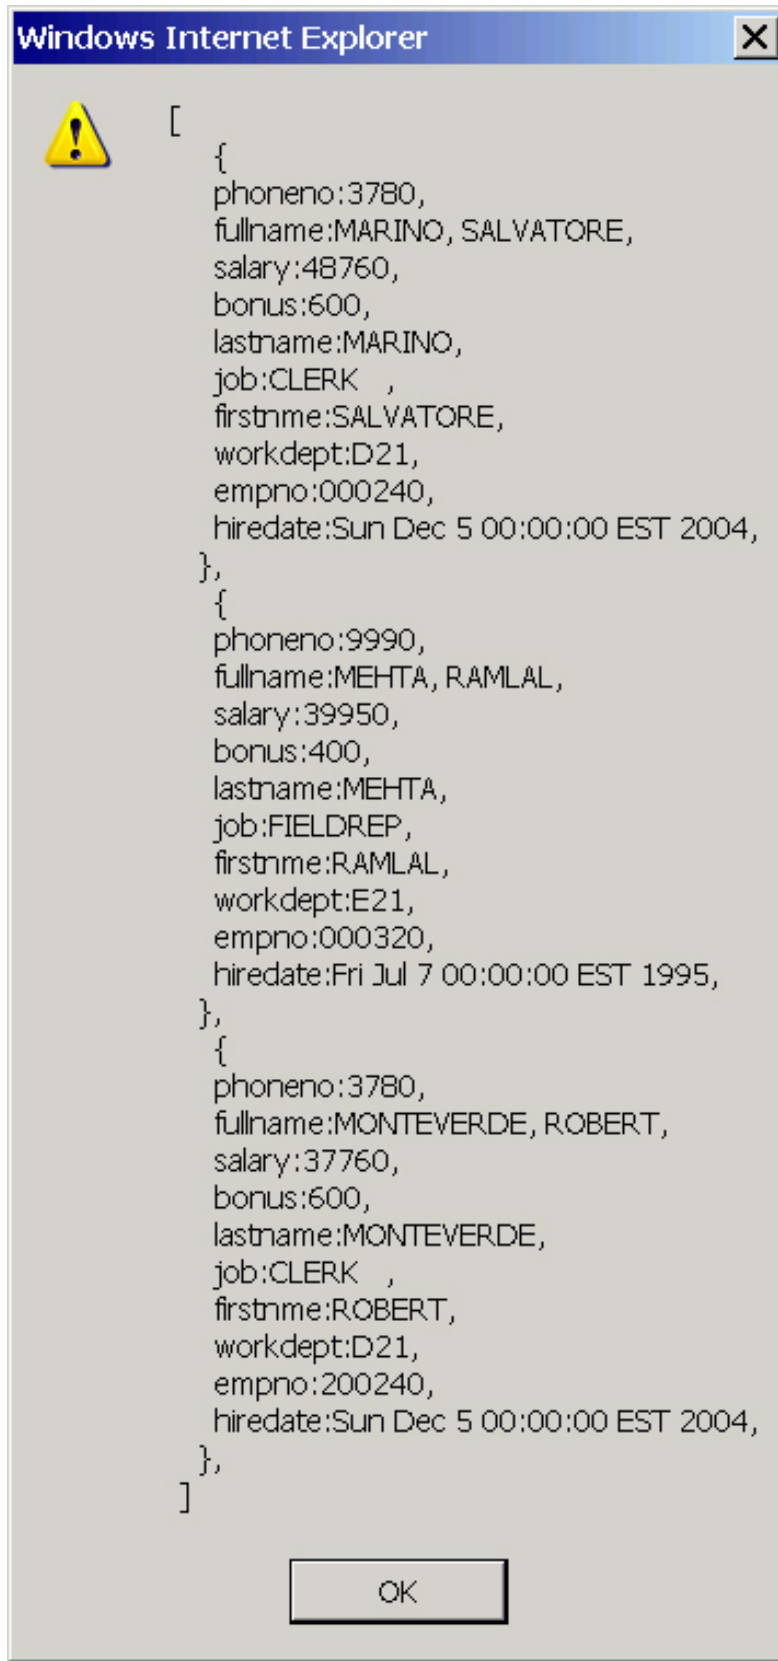 Windows Internet Explorer
[
{
phoneno:3780,
fullname:MARINO, SALVATORE,
salary:48760,
bonus:600,
lastname:MARINO,
job:CLERK   ,
firstnme:SALVATORE,
workdept:D21,
empno:000240,
hiredate:Sun Dec 5 00:00:00 EST 2004,
},
{
phoneno:9990,
fullname:MEHTA, RAMLAL,
salary:39950,
bonus:400,
lastname:MEHTA,
job:FIELDREP,
firstnme:RAMLAL,
workdept:E21,
empno:000320,
hiredate:Fri Jul 7 00:00:00 EST 1995,
},
{
phoneno:3780,
fullname:MONTEVERDE, ROBERT,
salary:37760,
bonus:600,
lastname:MONTEVERDE,
job:CLERK   ,
firstnme:ROBERT,
workdept:D21,
empno:200240,
hiredate:Sun Dec 5 00:00:00 EST 2004,
},
]
OK